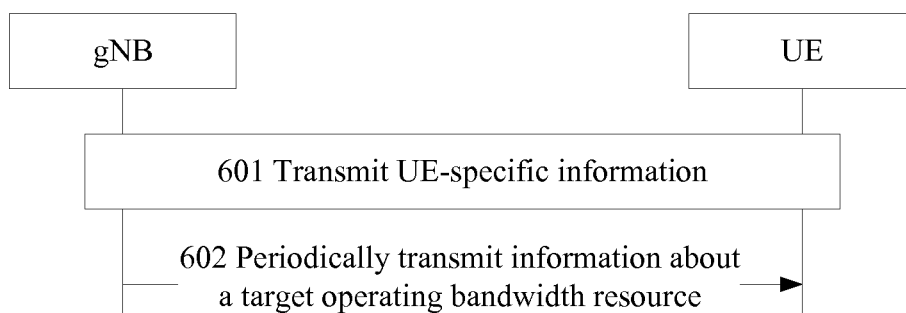 gNB
UE
601 Transmit UE-specific information
602 Periodically transmit information about
a target operating bandwidth resource